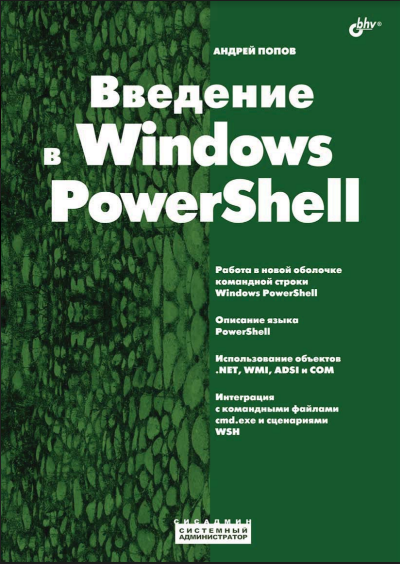 bhv®
АНДРЕЙ ПОПОВ
Введение
в Windows
PowerShell
Работа в новой оболочке
командной строки
Windows PowerShell
Описание языка
PowerShell
Использование объектов
.NET, WMI, ADSI и COM
Интеграция
с командными файлами
cmd.exe и сценариями
WSH
СИСАДМИН
СИСТЕМНЫЙ
АДМИНИСТРАТОР